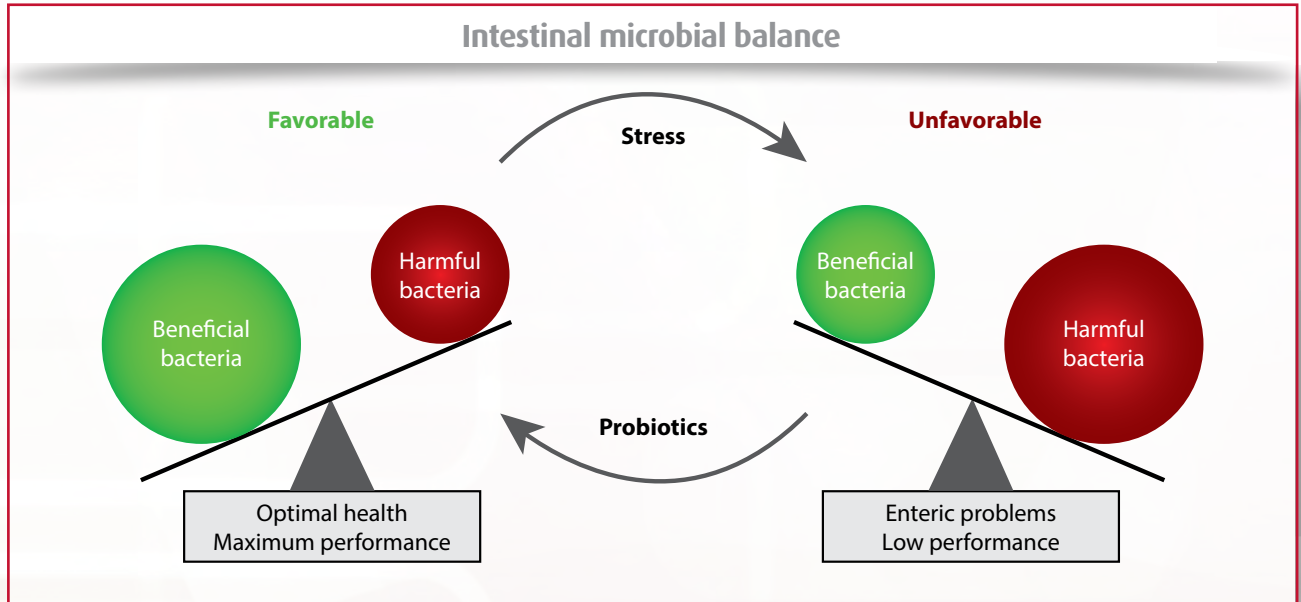 Intestinal microbial balance
Favorable
Stress
Unfavorable
Beneficial
bacteria
Harmful
bacteria
Beneficial
bacteria
Harmful
bacteria
Probiotics
Optimal health
Maximum performance
Enteric problems
Low performance